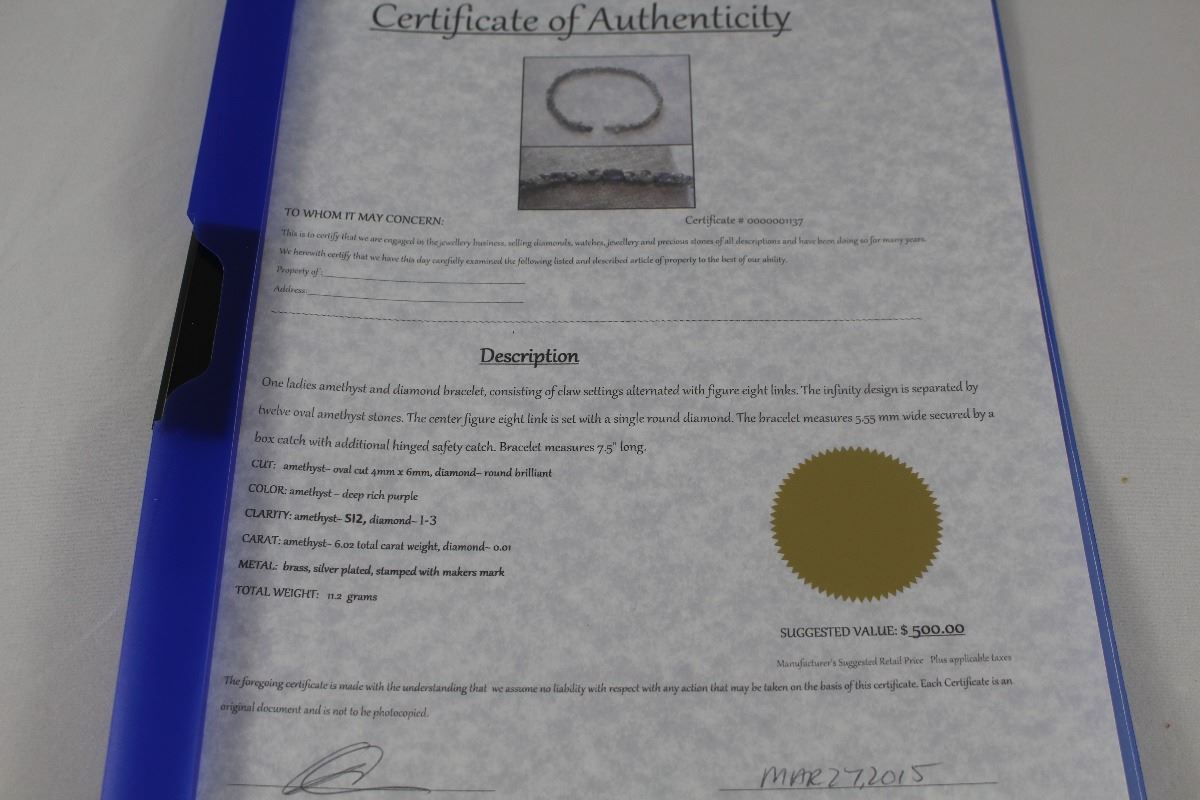 Certificate of Authenticity
TO WHOM IT MAY CONCERN:
Certificate # 0000001137
This is to certify that we are engaged in the jewellery business, selling diamonds, watches, jewellery and precious stones of all descriptions and have been doing so for many years.
We herewith certify that we have this day carefully examined the following listed and described article of property to the best of our ability.
Property of:
Address:
Description
One ladies amethyst and diamond bracelet, consisting of claw settings alternated with figure eight links. The infinity design is separated by
twelve oval amethyst stones. The center figure eight link is set with a single round diamond. The bracelet measures 5.55 mm wide secured by a
box catch with additional hinged safety catch. Bracelet measures 7.5" long.
CUT: amethyst- oval cut 4mm x 6mm, diamond- round brilliant
COLOR: amethyst - deep rich purple
CLARITY: amethyst- SI2, diamond- I-3
CARAT: amethyst- 6.02 total carat weight, diamond- 0.01
METAL: brass, silver plated, stamped with makers mark
TOTAL WEIGHT: 11.2 grams
SUGGESTED VALUE: $ 500.00
Manufacturer's Suggested Retail Price Plus applicable taxes
The foregoing certificate is made with the understanding that we assume no liability with respect with any action that may be taken on the basis of this certificate. Each Certificate is an
original document and is not to be photocopied.
MAR 27, 2015